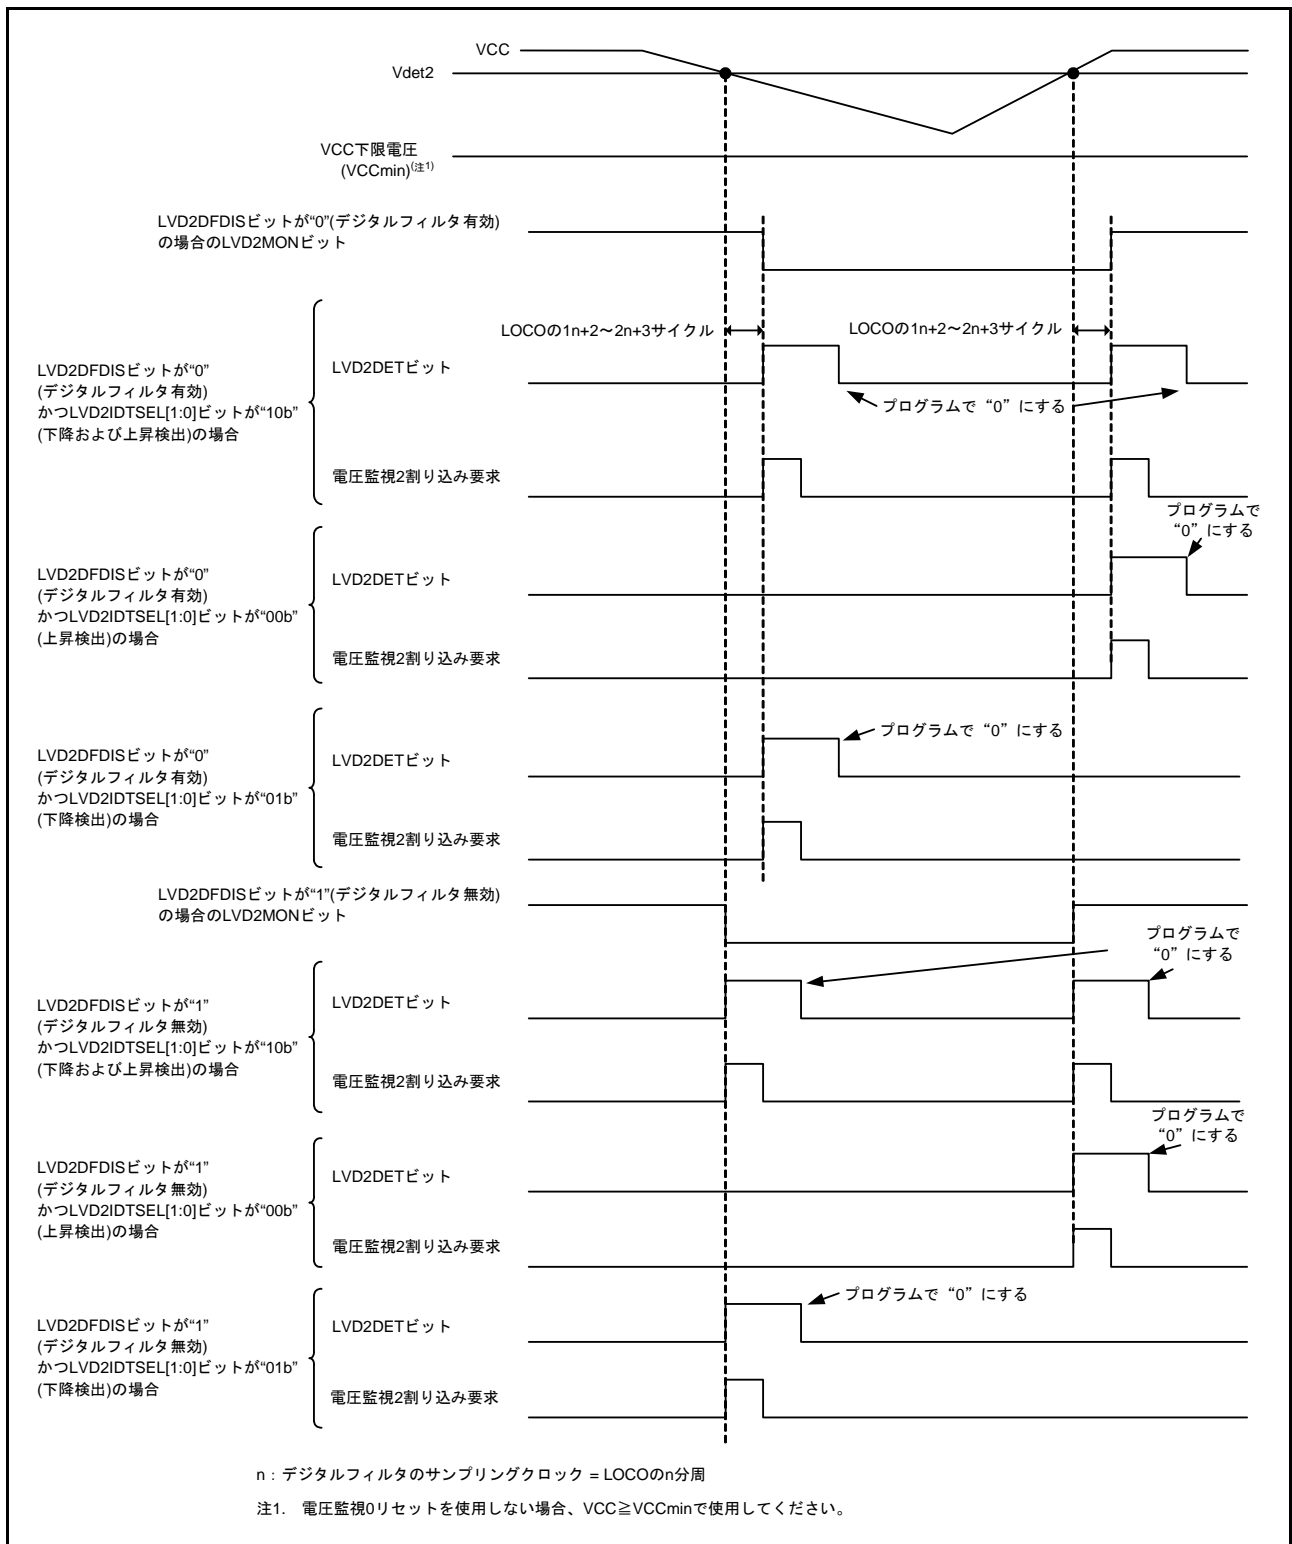 VCC
Vdet2
VCC下限電圧
(VCCmin)(注1)
LVD2DFDISビットが“0”(デジタルフィルタ有効)
の場合のLVD2MONビット
LOCOの1n+2～2n+3サイクル
LOCOの1n+2～2n+3サイクル
LVD2DFDISビットが“0”
(デジタルフィルタ有効)
かつLVD2IDTSEL[1:0]ビットが“10b”
(下降および上昇検出)の場合
LVD2DETビット
プログラムで“0”にする
電圧監視2割り込み要求
プログラムで
“0”にする
LVD2DFDISビットが“0”
(デジタルフィルタ有効)
かつLVD2IDTSEL[1:0]ビットが“00b”
(上昇検出)の場合
LVD2DETビット
電圧監視2割り込み要求
プログラムで“0”にする
LVD2DFDISビットが“0”
(デジタルフィルタ有効)
かつLVD2IDTSEL[1:0]ビットが“01b”
(下降検出)の場合
LVD2DETビット
電圧監視2割り込み要求
LVD2DFDISビットが“1”(デジタルフィルタ無効)
の場合のLVD2MONビット
プログラムで
“0”にする
LVD2DFDISビットが“1”
(デジタルフィルタ無効)
かつLVD2IDTSEL[1:0]ビットが“10b”
(下降および上昇検出)の場合
LVD2DETビット
電圧監視2割り込み要求
プログラムで
“0”にする
LVD2DFDISビットが“1”
(デジタルフィルタ無効)
かつLVD2IDTSEL[1:0]ビットが“00b”
(上昇検出)の場合
LVD2DETビット
電圧監視2割り込み要求
プログラムで“0”にする
LVD2DFDISビットが“1”
(デジタルフィルタ無効)
かつLVD2IDTSEL[1:0]ビットが“01b”
(下降検出)の場合
LVD2DETビット
電圧監視2割り込み要求
n：デジタルフィルタのサンプリングクロック = LOCOのn分周
注1. 電圧監視0リセットを使用しない場合、VCC≧VCCminで使用してください。